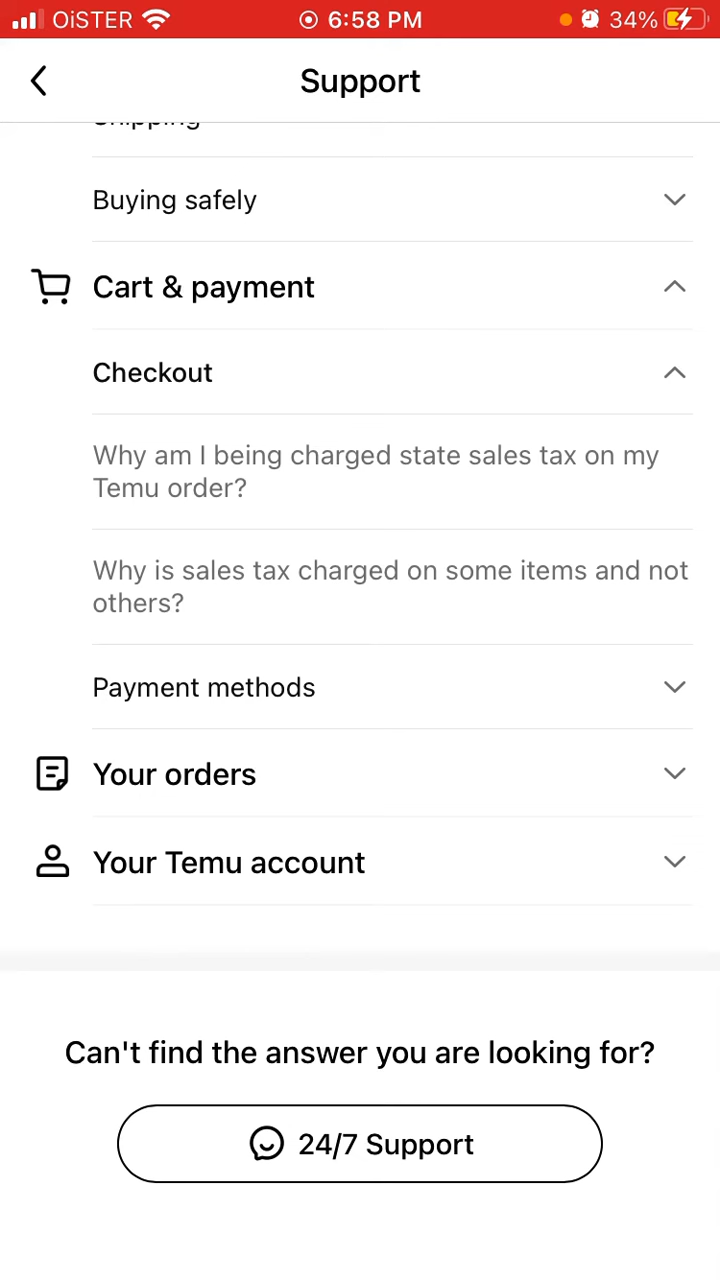 OiSTER 6:58 PM 34%
Support
Shipping
Buying safely
Cart & payment
Checkout
Why am I being charged state sales tax on my
Temu order?
Why is sales tax charged on some items and not
others?
Payment methods
Your orders
Your Temu account
Can't find the answer you are looking for?
24/7 Support